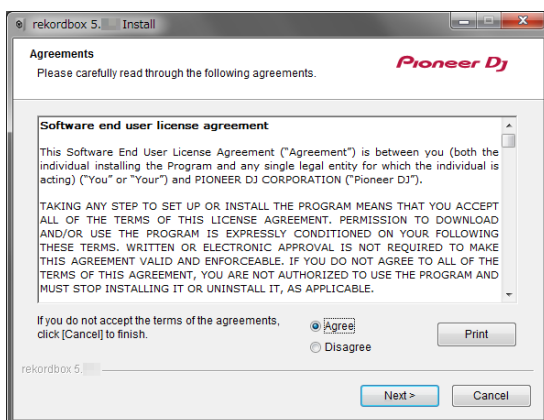 rekordbox 5. Install
Agreements
Please carefully read through the following agreements.
Pioneer Dj
Software end user license agreement
This Software End User License Agreement (“Agreement”) is between you (both the
individual installing the Program and any single legal entity for which the individual is
acting) (“You” or “Your”) and PIONEER DJ CORPORATION (“Pioneer DJ”).
TAKING ANY STEP TO SET UP OR INSTALL THE PROGRAM MEANS THAT YOU ACCEPT
ALL OF THE TERMS OF THIS LICENSE AGREEMENT. PERMISSION TO DOWNLOAD
AND/OR USE THE PROGRAM IS EXPRESSLY CONDITIONED ON YOUR FOLLOWING
THESE TERMS. WRITTEN OR ELECTRONIC APPROVAL IS NOT REQUIRED TO MAKE
THIS AGREEMENT VALID AND ENFORCEABLE. IF YOU DO NOT AGREE TO ALL OF THE
TERMS OF THIS AGREEMENT, YOU ARE NOT AUTHORIZED TO USE THE PROGRAM AND
MUST STOP INSTALLING IT OR UNINSTALL IT, AS APPLICABLE.
If you do not accept the terms of the agreements,
click [Cancel] to finish.
Agree
Disagree
Print
rekordbox 5.
Next >
Cancel